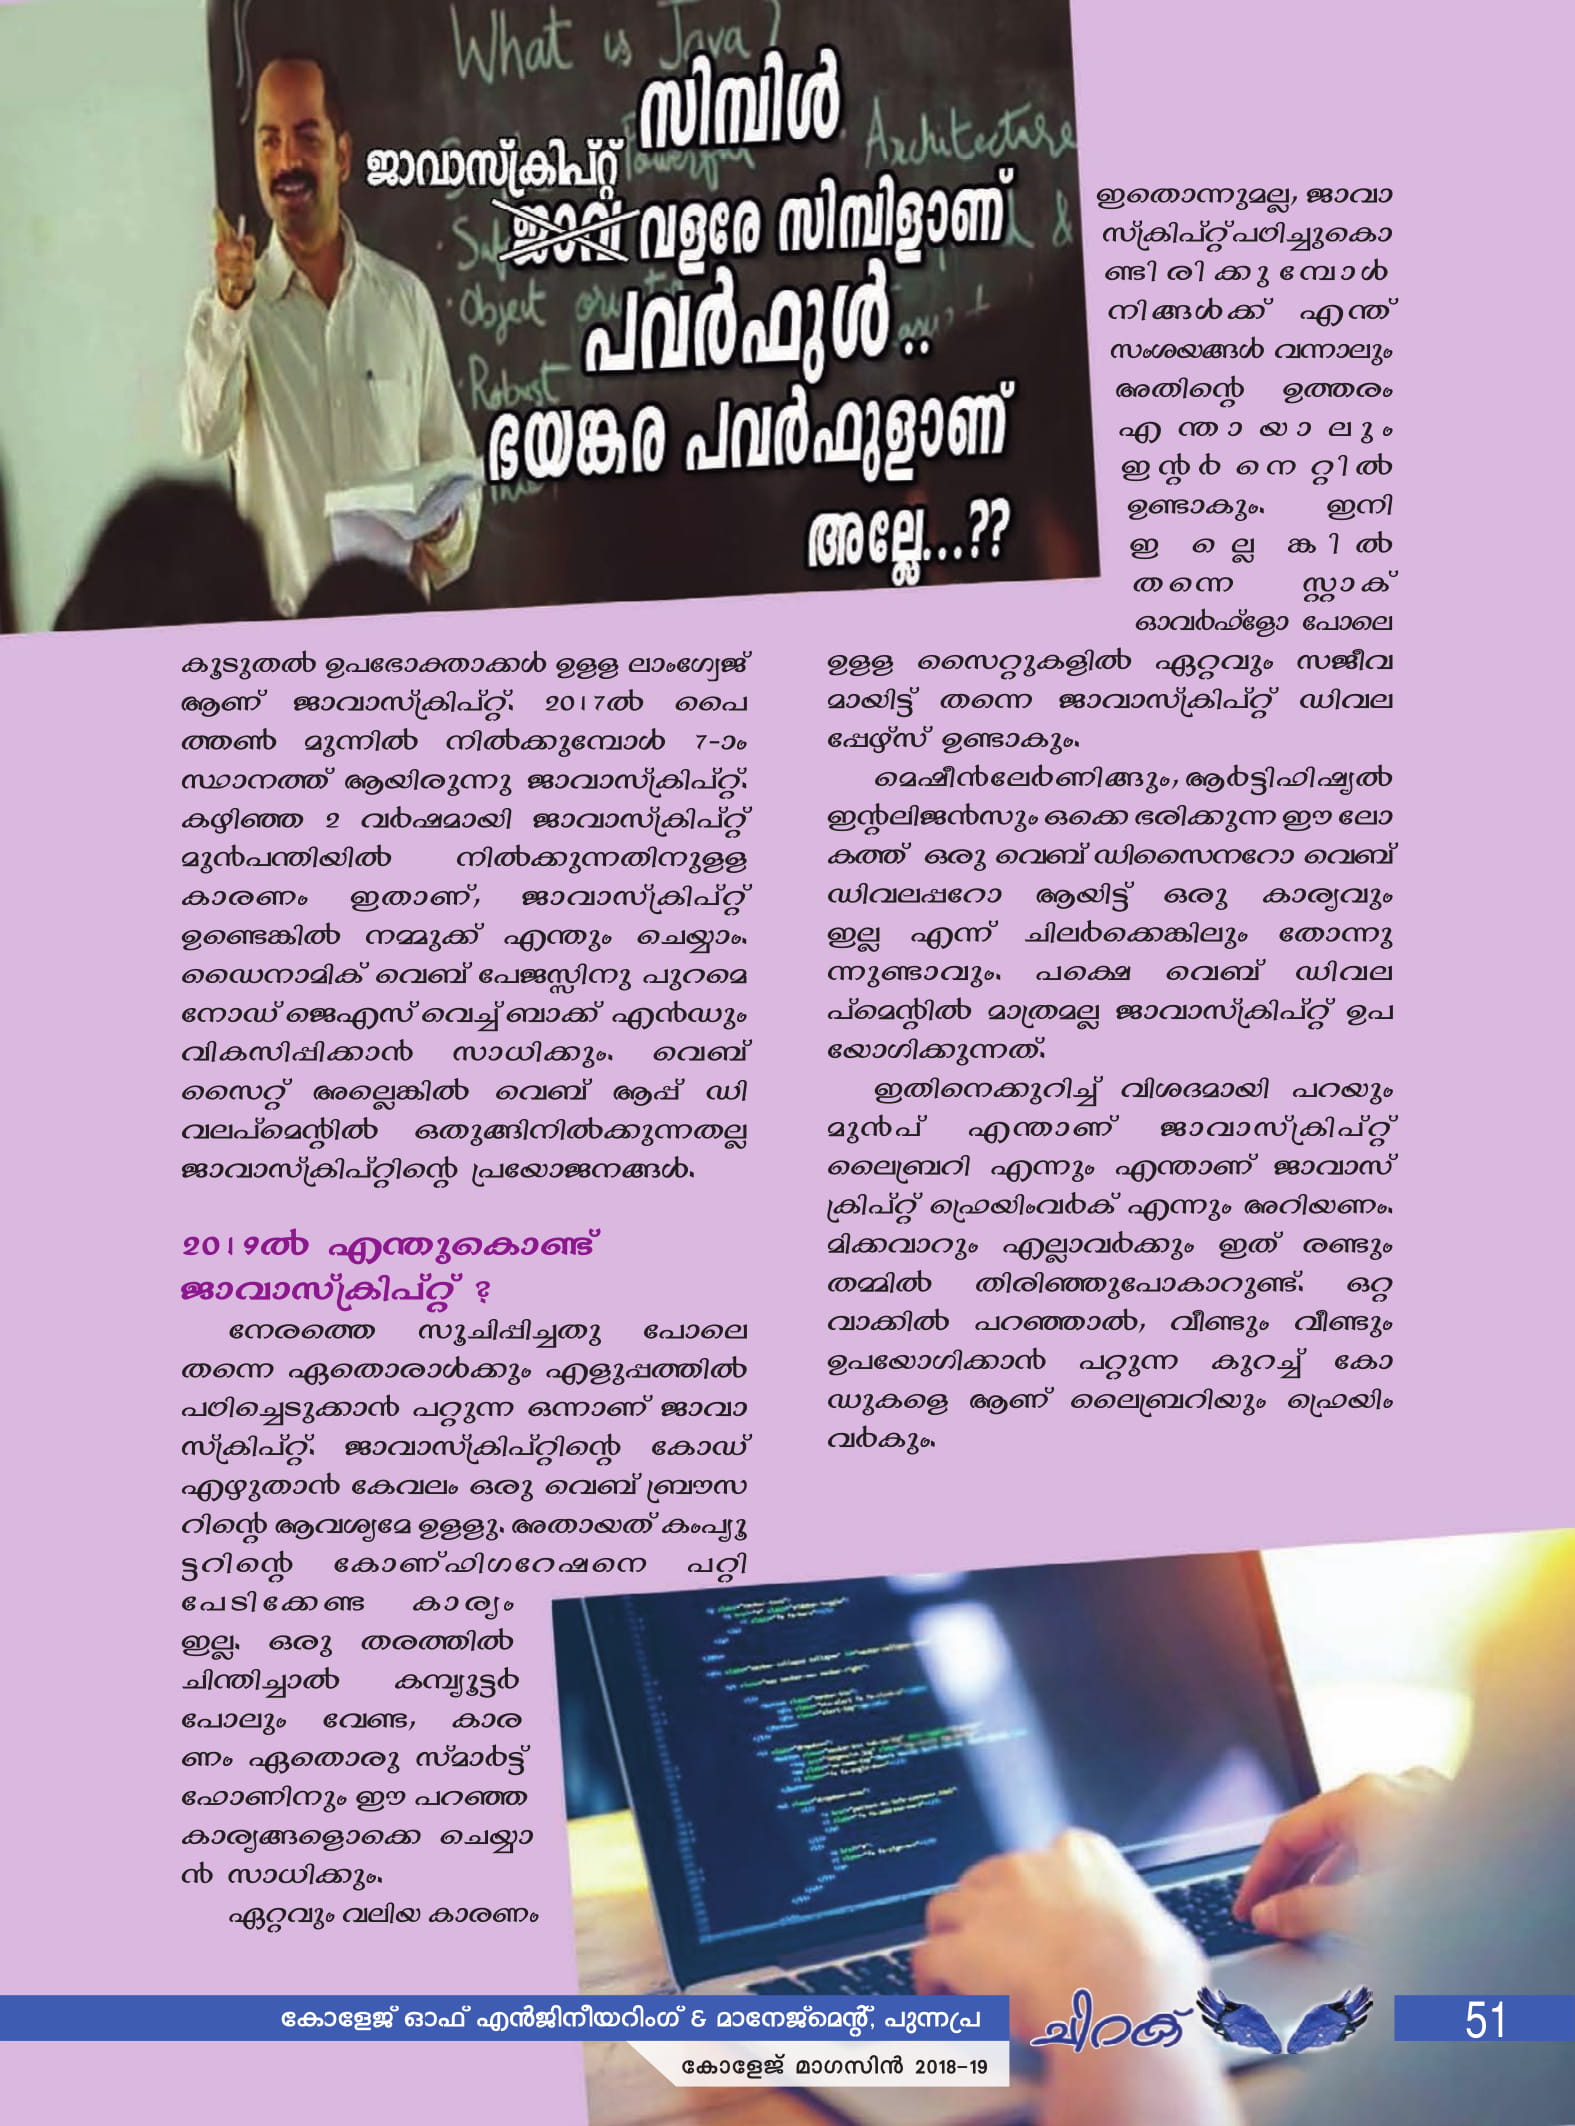 What is Java?
Architecture
Object
Robust
സിമ്പിൾ
ജാവാസ്ക്രിപ്റ്റ്
ജാവ വളരേ സിമ്പിളാണ്
പവർഫുൾ..
ഭയങ്കര പവർഫുളാണ്
അല്ലേ...??
കൂടുതൽ ഉപഭോക്താക്കൾ ഉള്ള ലാംഗ്വേജ്
ആണ് ജാവാസ്ക്രിപ്റ്റ്. 2017ൽ പൈ
ത്തൺ മുന്നിൽ നിൽക്കുമ്പോൾ 7-ാം
സ്ഥാനത്ത് ആയിരുന്നു ജാവാസ്ക്രിപ്റ്റ്.
കഴിഞ്ഞ 2 വർഷമായി ജാവാസ്ക്രിപ്റ്റ്
മുൻപന്തിയിൽ നിൽക്കുന്നതിനുള്ള
കാരണം ഇതാണ്, ജാവാസ്ക്രിപ്റ്റ്
ഉണ്ടെങ്കിൽ നമ്മുക്ക് എന്തും ചെയ്യാം.
ഡൈനാമിക് വെബ് പേജസ്സിനു പുറമെ
നോഡ് ജെഎസ് വെച്ച് ബാക്ക് എൻഡും
വികസിപ്പിക്കാൻ സാധിക്കും. വെബ്
സൈറ്റ് അല്ലെങ്കിൽ വെബ് ആപ്പ് ഡി
വലപ്മെന്റിൽ ഒതുങ്ങിനിൽക്കുന്നതല്ല
ജാവാസ്ക്രിപ്റ്റിന്റെ പ്രയോജനങ്ങൾ.
2019ൽ എന്തുകൊണ്ട്
ജാവാസ്ക്രിപ്റ്റ് ?
നേരത്തെ സൂചിപ്പിച്ചതു പോലെ
തന്നെ ഏതൊരാൾക്കും എളുപ്പത്തിൽ
പഠിച്ചെടുക്കാൻ പറ്റുന്ന ഒന്നാണ് ജാവാ
സ്ക്രിപ്റ്റ്. ജാവാസ്ക്രിപ്റ്റിന്റെ കോഡ്
എഴുതാൻ കേവലം ഒരു വെബ് ബ്രൗസ
റിന്റെ ആവശ്യമേ ഉള്ളു. അതായത് കംപ്യൂ
ട്ടറിന്റെ കോണ്ഫിഗറേഷനെ പറ്റി
പേടിക്കേണ്ട കാര്യം
ഇല്ല. ഒരു തരത്തിൽ
ചിന്തിച്ചാൽ കമ്പ്യൂട്ടർ
പോലും വേണ്ട, കാര
ണം ഏതൊരു സ്മാർട്ട്
ഫോണിനും ഈ പറഞ്ഞ
കാര്യങ്ങളൊക്കെ ചെയ്യാ
ൻ സാധിക്കും.
ഏറ്റവും വലിയ കാരണം
ഇതൊന്നുമല്ല, ജാവാ
സ്ക്രിപ്റ്റ് പഠിച്ചുകൊ
ണ്ടിരിക്കുമ്പോൾ
നിങ്ങൾക്ക് എന്ത്
സംശയങ്ങൾ വന്നാലും
അതിന്റെ ഉത്തരം
എന്തായാലും
ഇന്റർനെറ്റിൽ
ഉണ്ടാകും. ഇനി
ഇല്ലെങ്കിൽ
തന്നെ സ്റ്റാക്
ഓവർഫ്ളോ പോലെ
ഉള്ള സൈറ്റുകളിൽ ഏറ്റവും സജീവ
മായിട്ട് തന്നെ ജാവാസ്ക്രിപ്റ്റ് ഡിവല
പ്പേഴ്സ് ഉണ്ടാകും.
മെഷീൻലേർണിങ്ങും, ആർട്ടിഫിഷ്യൽ
ഇന്റലിജൻസും ഒക്കെ ഭരിക്കുന്ന ഈ ലോ
കത്ത് ഒരു വെബ് ഡിസൈനറോ വെബ്
ഡിവലപ്പറോ ആയിട്ട് ഒരു കാര്യവും
ഇല്ല എന്ന് ചിലർക്കെങ്കിലും തോന്നു
ന്നുണ്ടാവും. പക്ഷെ വെബ് ഡിവല
പ്മെന്റിൽ മാത്രമല്ല ജാവാസ്ക്രിപ്റ്റ് ഉപ
യോഗിക്കുന്നത്.
ഇതിനെക്കുറിച്ച് വിശദമായി പറയും
മുൻപ് എന്താണ് ജാവാസ്ക്രിപ്റ്റ്
ലൈബ്രറി എന്നും എന്താണ് ജാവാസ്
ക്രിപ്റ്റ് ഫ്രെയിംവർക് എന്നും അറിയണം.
മിക്കവാറും എല്ലാവർക്കും ഇത് രണ്ടും
തമ്മിൽ തിരിഞ്ഞുപോകാറുണ്ട്. ഒറ്റ
വാക്കിൽ പറഞ്ഞാൽ, വീണ്ടും വീണ്ടും
ഉപയോഗിക്കാൻ പറ്റുന്ന കുറച്ച് കോ
ഡുകളെ ആണ് ലൈബ്രറിയും ഫ്രെയിം
വർകും.
കോളേജ് ഓഫ് എൻജിനീയറിംഗ് & മാനേജ്മെന്റ്, പുന്നപ്ര
ചിറക്
51
കോളേജ് മാഗസിൻ 2018-19